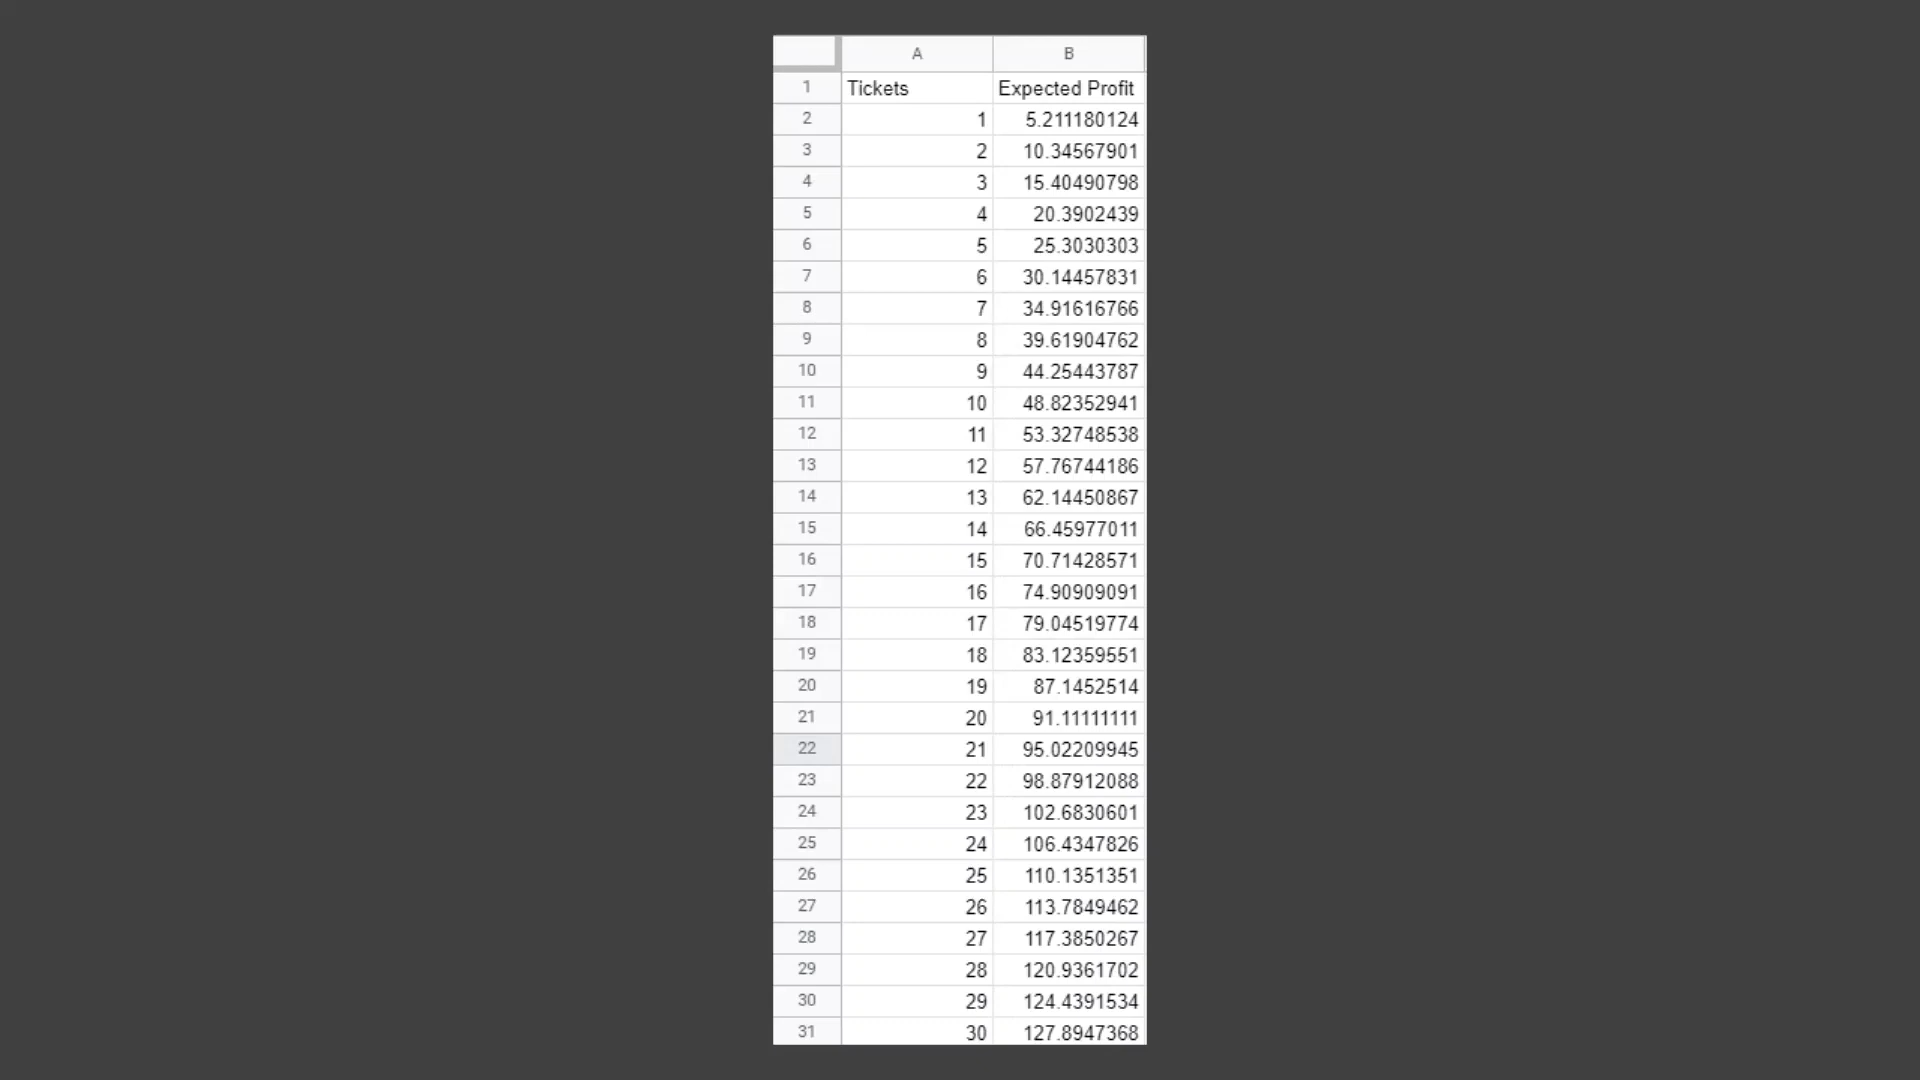 A B
1 Tickets Expected Profit
2 1 5.211180124
3 2 10.34567901
4 3 15.40490798
5 4 20.3902439
6 5 25.3030303
7 6 30.14457831
8 7 34.91616766
9 8 39.61904762
10 9 44.25443787
11 10 48.82352941
12 11 53.32748538
13 12 57.76744186
14 13 62.14450867
15 14 66.45977011
16 15 70.71428571
17 16 74.90909091
18 17 79.04519774
19 18 83.12359551
20 19 87.1452514
21 20 91.11111111
22 21 95.02209945
23 22 98.87912088
24 23 102.6830601
25 24 106.4347826
26 25 110.1351351
27 26 113.7849462
28 27 117.3850267
29 28 120.9361702
30 29 124.4391534
31 30 127.8947368